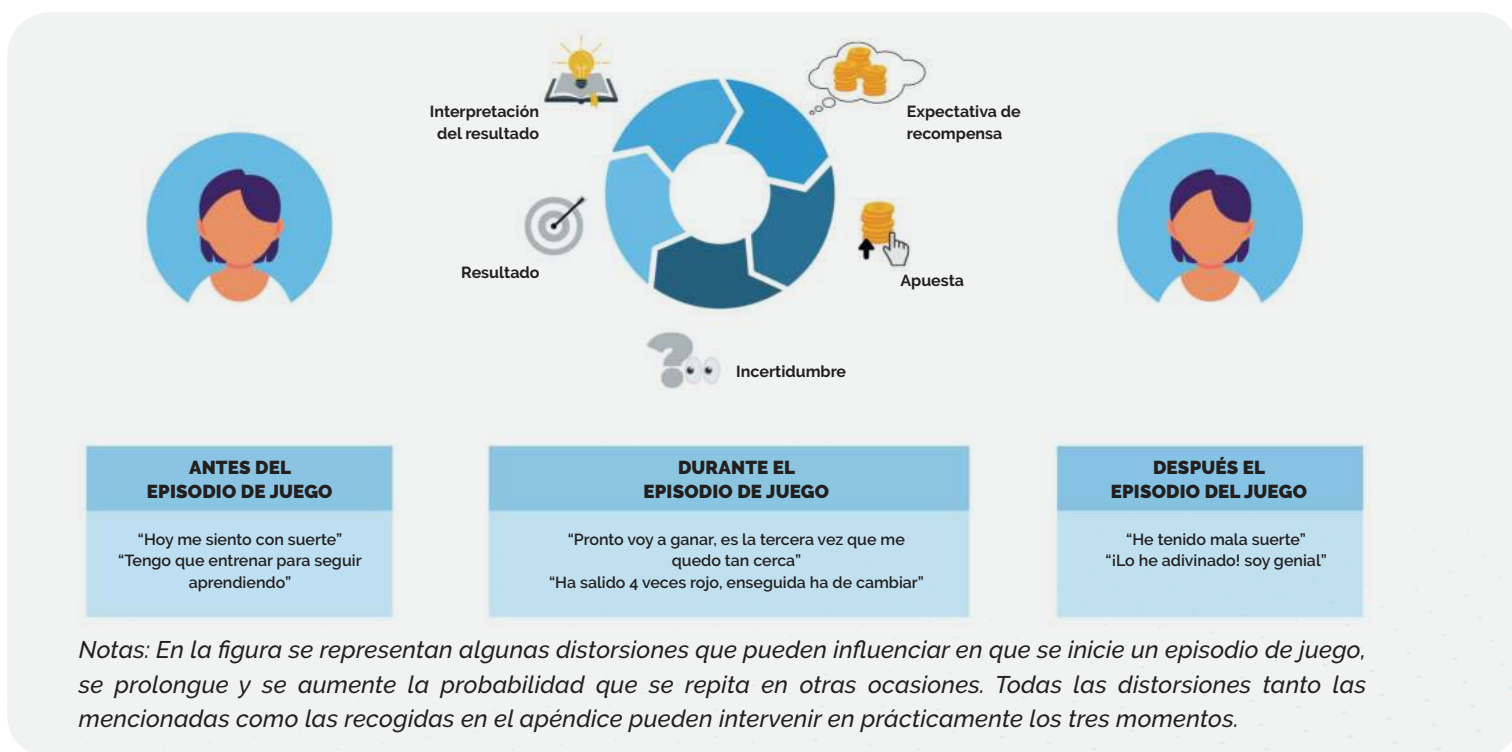 Interpretación
del resultado
Expectativa de
recompensa
Resultado
Apuesta
Incertidumbre
ANTES DEL
EPISODIO DE JUEGO
“Hoy me siento con suerte”
“Tengo que entrenar para seguir
aprendiendo”
DURANTE EL
EPISODIO DE JUEGO
“Pronto voy a ganar, es la tercera vez que me
quedo tan cerca”
“Ha salido 4 veces rojo, enseguida ha de cambiar”
DESPUÉS EL
EPISODIO DEL JUEGO
“He tenido mala suerte”
“¡Lo he adivinado! soy genial”
Notas: En la figura se representan algunas distorsiones que pueden influenciar en que se inicie un episodio de juego,
se prolongue y se aumente la probabilidad que se repita en otras ocasiones. Todas las distorsiones tanto las
mencionadas como las recogidas en el apéndice pueden intervenir en prácticamente los tres momentos.